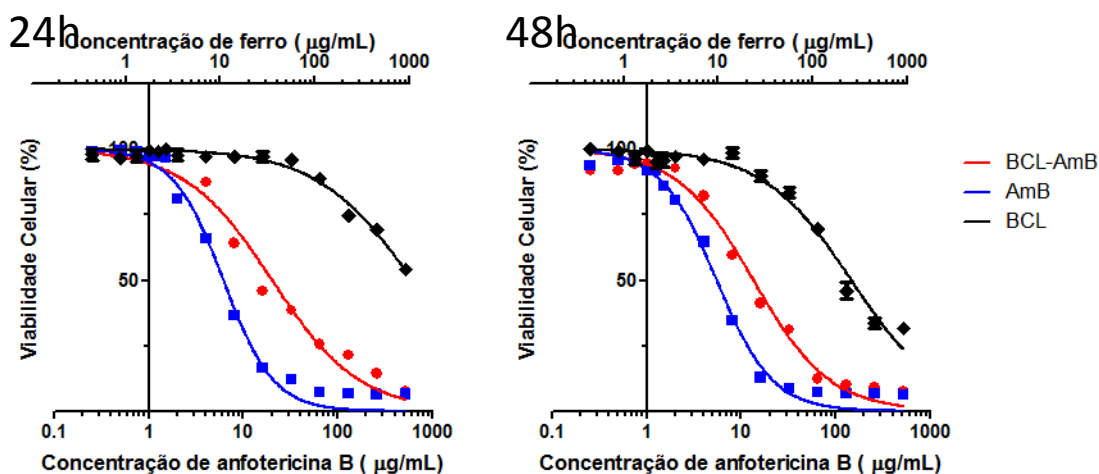 24h
Concentração de ferro ( μg/mL)
1 10 100 1000
Viabilidade Celular (%)
100
50
0.1 1 10 100 1000
Concentração de anfotericina B ( μg/mL)
48h
Concentração de ferro ( μg/mL)
1 10 100 1000
Viabilidade Celular (%)
100
50
0.1 1 10 100 1000
Concentração de anfotericina B ( μg/mL)
BCL-AmB
AmB
BCL